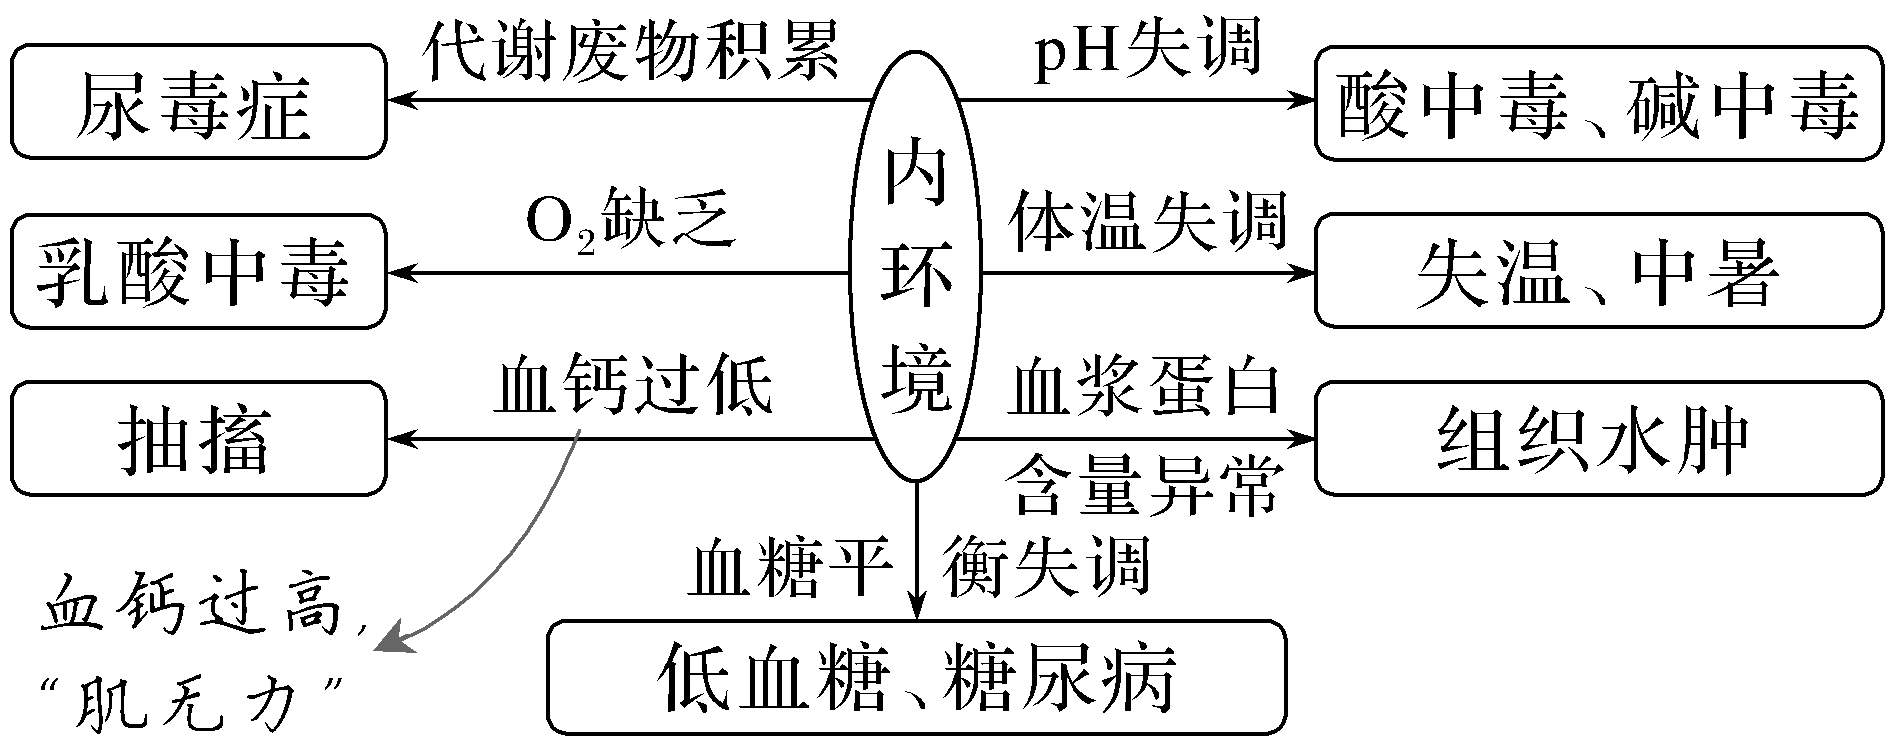 代谢废物积累
pH失调
尿毒症
酸中毒、碱中毒
内环境
O₂缺乏
体温失调
乳酸中毒
失温、中暑
血钙过低
血浆蛋白
含量异常
抽搐
组织水肿
血糖平衡失调
血钙过高,
“肌无力”
低血糖、糖尿病